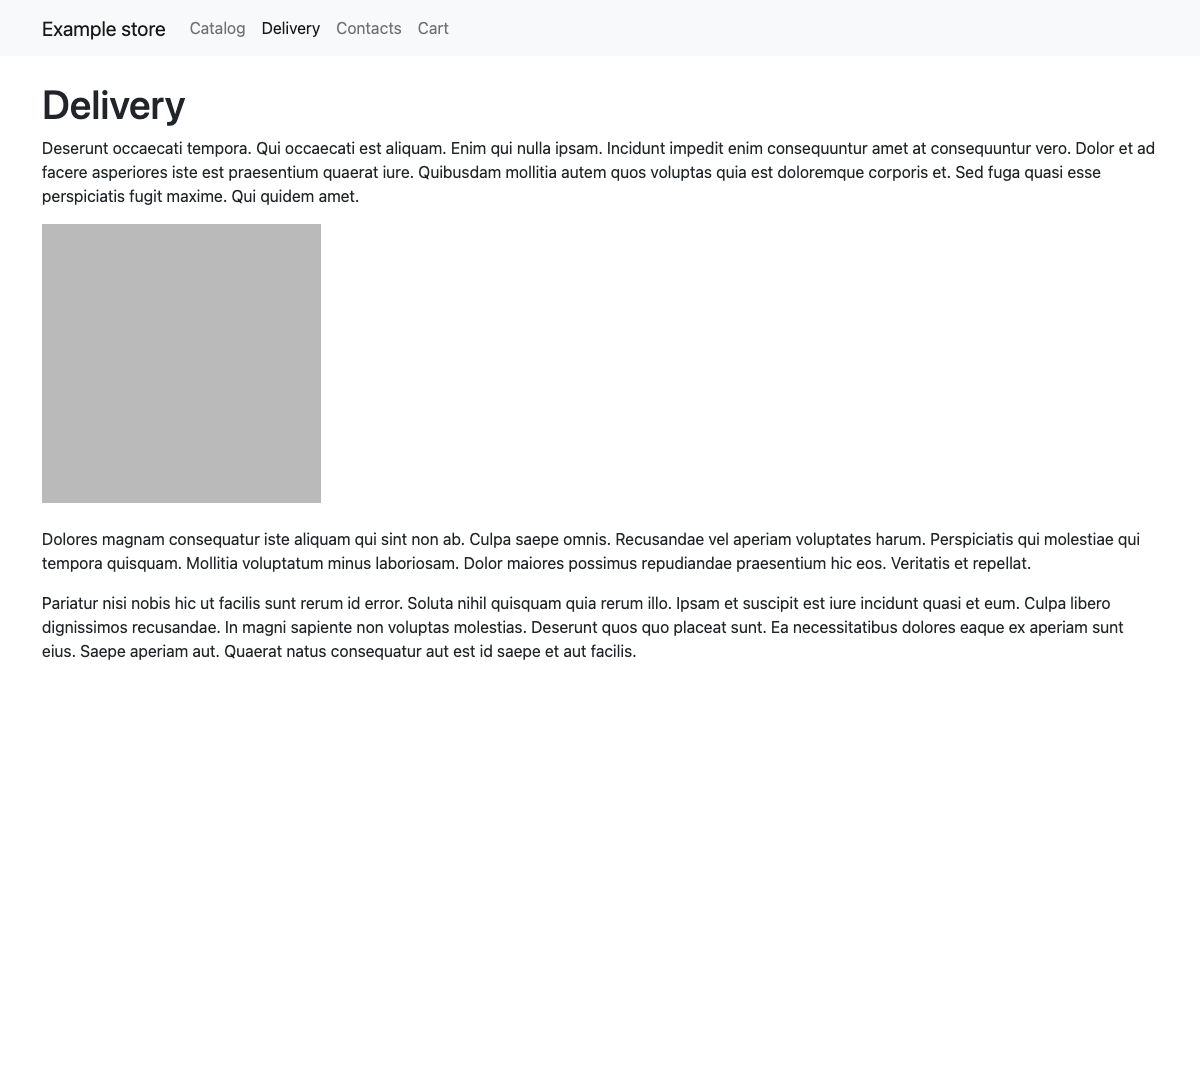 Example store Catalog Delivery Contacts Cart
Delivery
Deserunt occaecati tempora. Qui occaecati est aliquam. Enim qui nulla ipsam. Incidunt impedit enim consequuntur amet at consequuntur vero. Dolor et ad
facere asperiores iste est praesentium quaerat iure. Quibusdam mollitia autem quos voluptas quia est doloremque corporis et. Sed fuga quasi esse
perspiciatis fugit maxime. Qui quidem amet.
Dolores magnam consequatur iste aliquam qui sint non ab. Culpa saepe omnis. Recusandae vel aperiam voluptates harum. Perspiciatis qui molestiae qui
tempora quisquam. Mollitia voluptatum minus laboriosam. Dolor maiores possimus repudiandae praesentium hic eos. Veritatis et repellat.
Pariatur nisi nobis hic ut facilis sunt rerum id error. Soluta nihil quisquam quia rerum illo. Ipsam et suscipit est iure incidunt quasi et eum. Culpa libero
dignissimos recusandae. In magni sapiente non voluptas molestias. Deserunt quos quo placeat sunt. Ea necessitatibus dolores eaque ex aperiam sunt
eius. Saepe aperiam aut. Quaerat natus consequatur aut est id saepe et aut facilis.